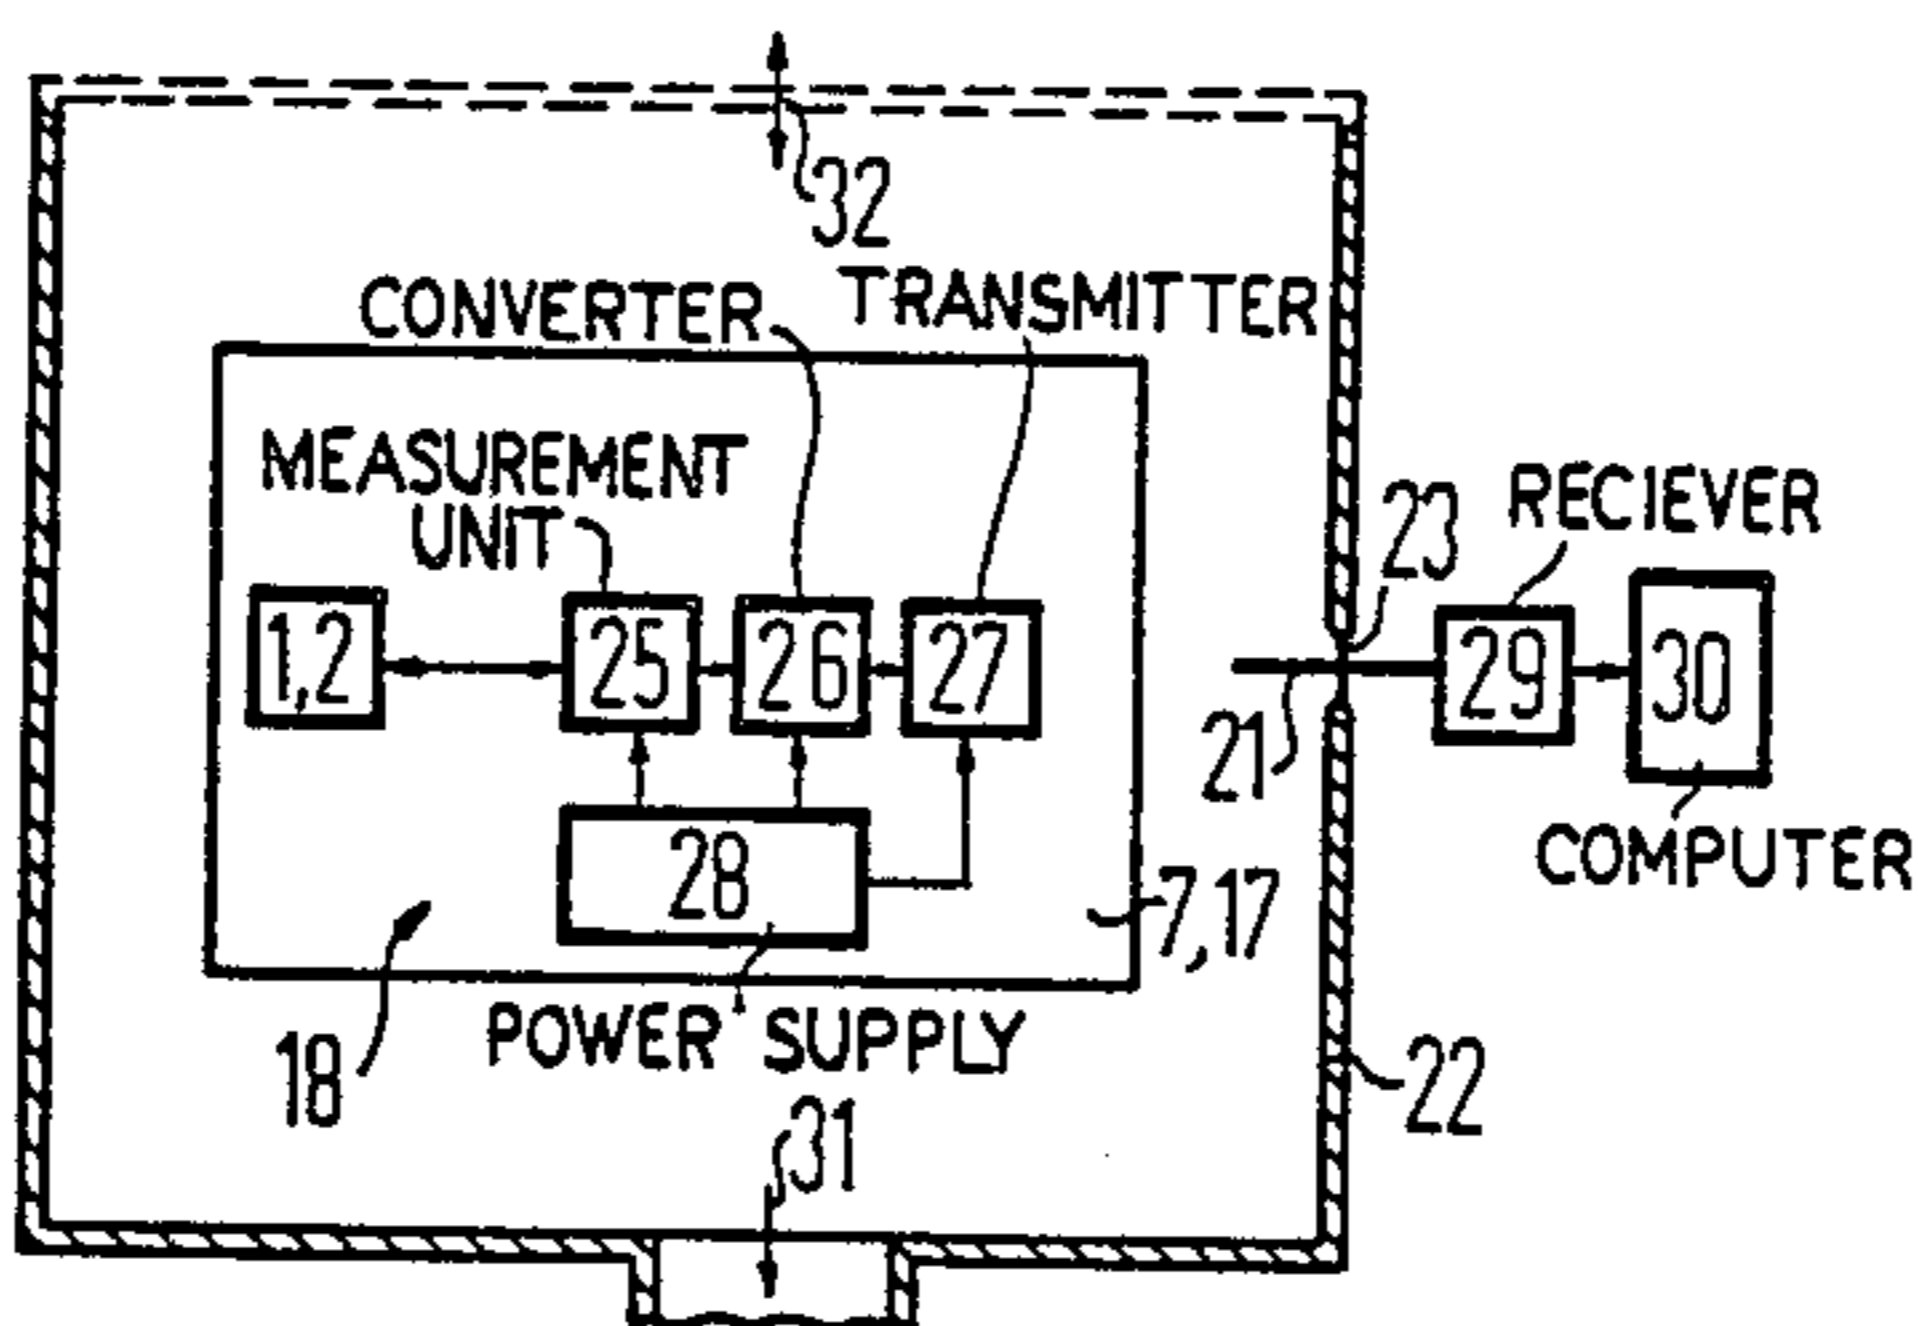 32
TRANSMITTER
CONVERTER
MEASUREMENT
UNIT
23
RECIEVER
1,2
25
26
27
21
29
30
COMPUTER
28
7,17
POWER SUPPLY
18
22
31